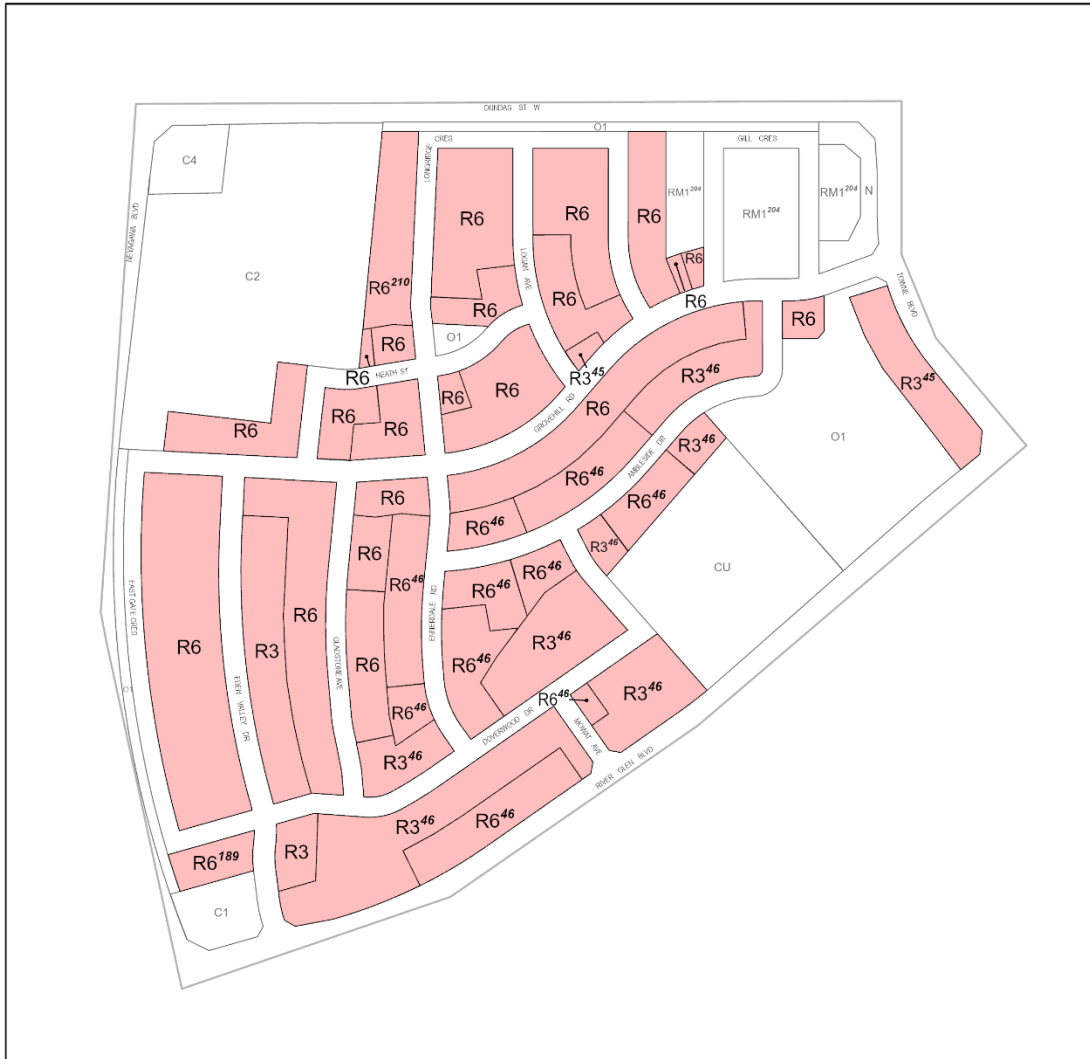 DUNDAS ST W
O1
CRES
GILL CRES
C4
LONGRIDGE
RM1²⁰⁴
RM1²⁰⁴
RM1²⁰⁴
N
NEYAGAWA BLVD
R6
R6
R6
LOGAN AVE
C2
R6
TOWNE BLVD
R6²¹⁰
R6
R6
R6
O1
R6
R6
R6
HEATH ST
R3⁴⁵
R3⁴⁶
R3⁴⁵
R6
R6
R6
GROVEHILL RD
R6
R6
R6
O1
R3⁴⁶
AMBLESIDE DR
R6⁴⁶
R6⁴⁶
R6
R6⁴⁶
R3⁴⁶
R6
R6⁴⁶
R6⁴⁶
R6⁴⁶
CU
EAST GATE CRES
ENNERDALE RD
R6
R6
R3
R3⁴⁶
GLADSTONE AVE
R6
R6⁴⁶
O1
R3⁴⁶
EDEN VALLEY DR
R6⁴⁶
R6⁴⁶
DOVERWOOD DR
MOWAT AVE
R3⁴⁶
RIVER GLEN BLVD
R3⁴⁶
R6⁴⁶
R3
R6¹⁸⁹
C1